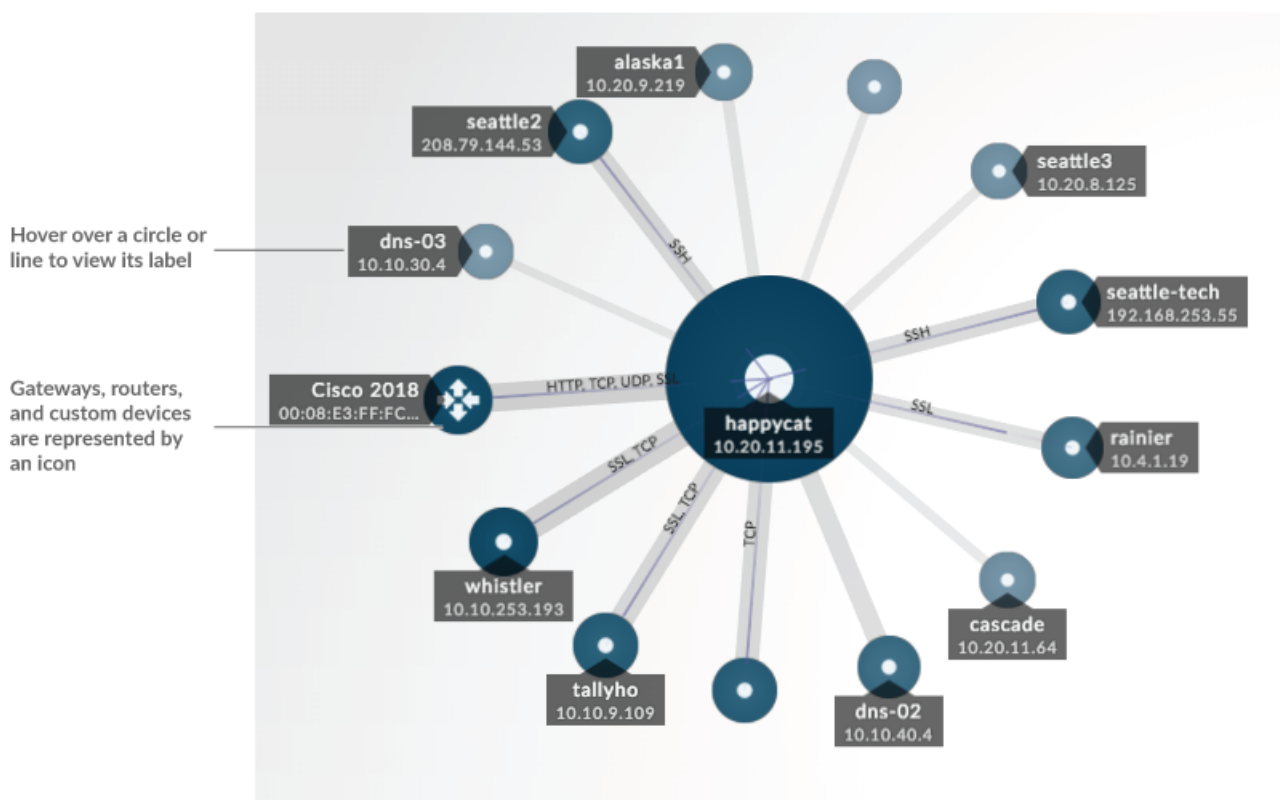 alaska1
10.20.9.219
seattle2
208.79.144.53
seattle3
10.20.8.125
Hover over a circle or
line to view its label
dns-03
10.10.30.4
SSH
seattle-tech
192.168.253.55
SSH
Gateways, routers,
and custom devices
are represented by
an icon
Cisco 2018
00:08:E3:FF:FC...
HTTP, TCP, UDP, SSL
happycat
10.20.11.195
SSL
rainier
10.4.1.19
SSL, TCP
SSL, TCP
TCP
whistler
10.10.253.193
cascade
10.20.11.64
tallyho
10.10.9.109
dns-02
10.10.40.4